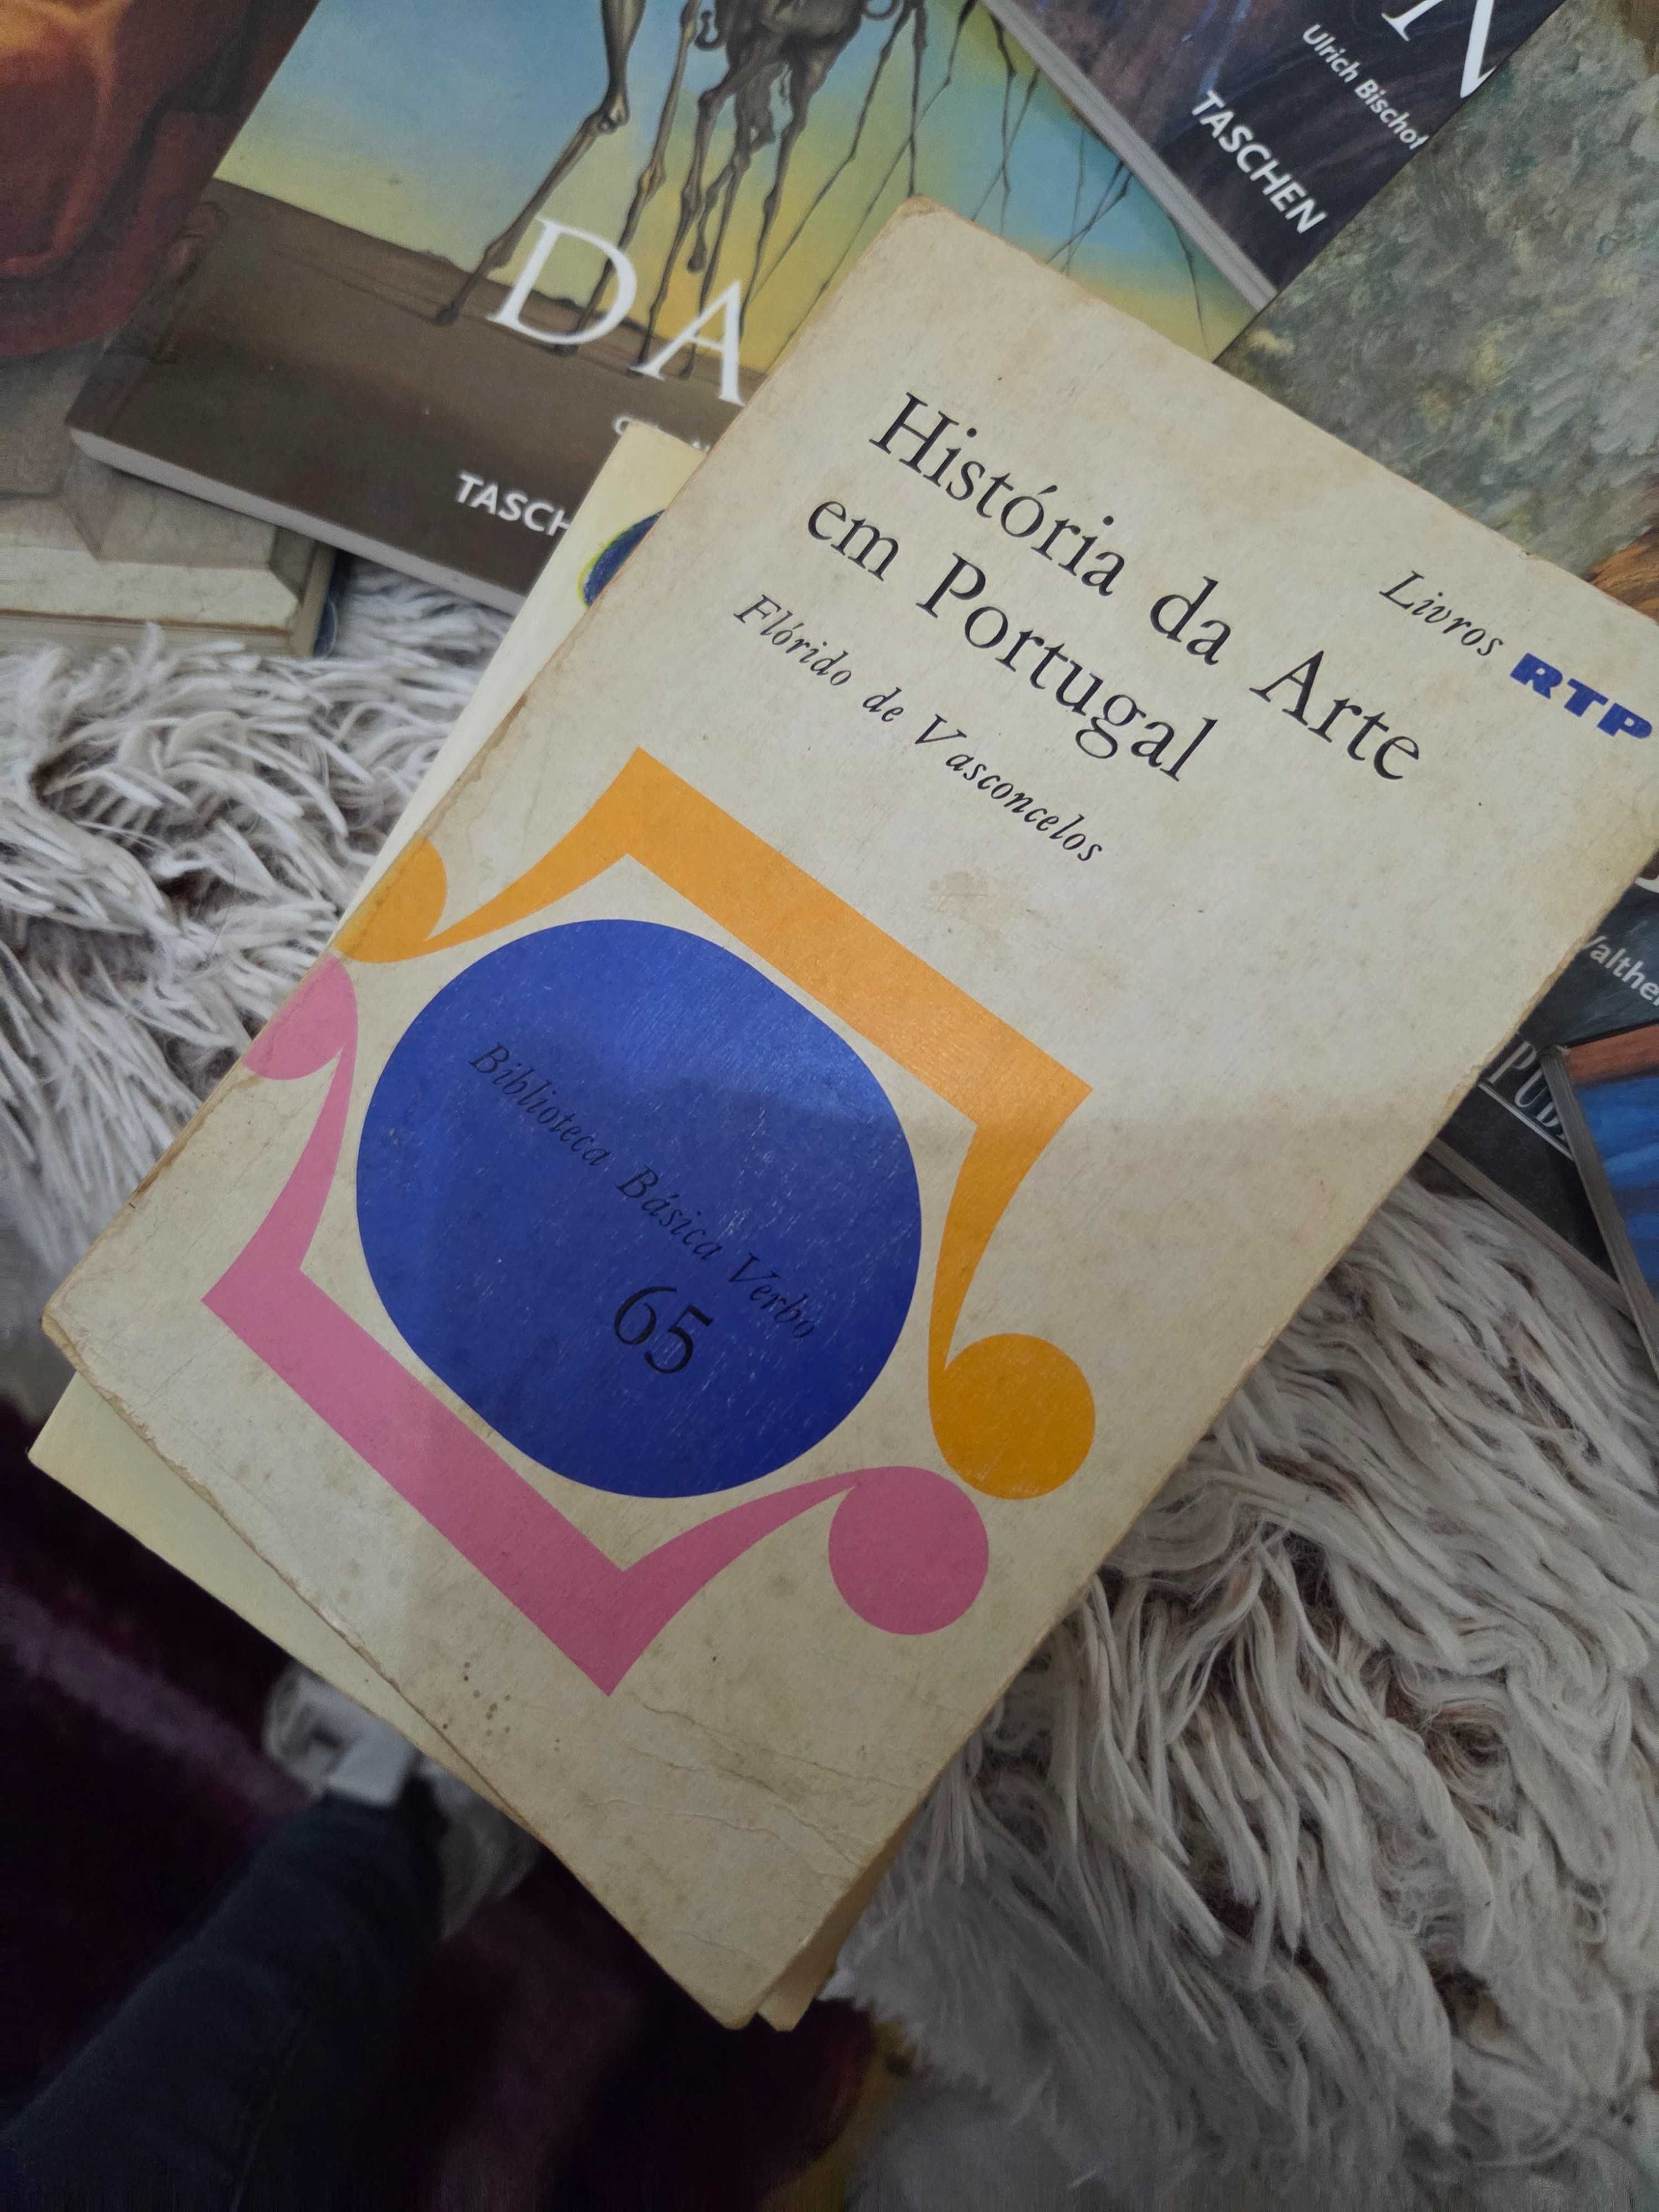 Ulrich Bischof
TASCHEN
DA
TASCH
Livros RTP
História da Arte
em Portugal
Flórido de Vasconcelos
Biblioteca Básica Verbo
65
Walther
PUB